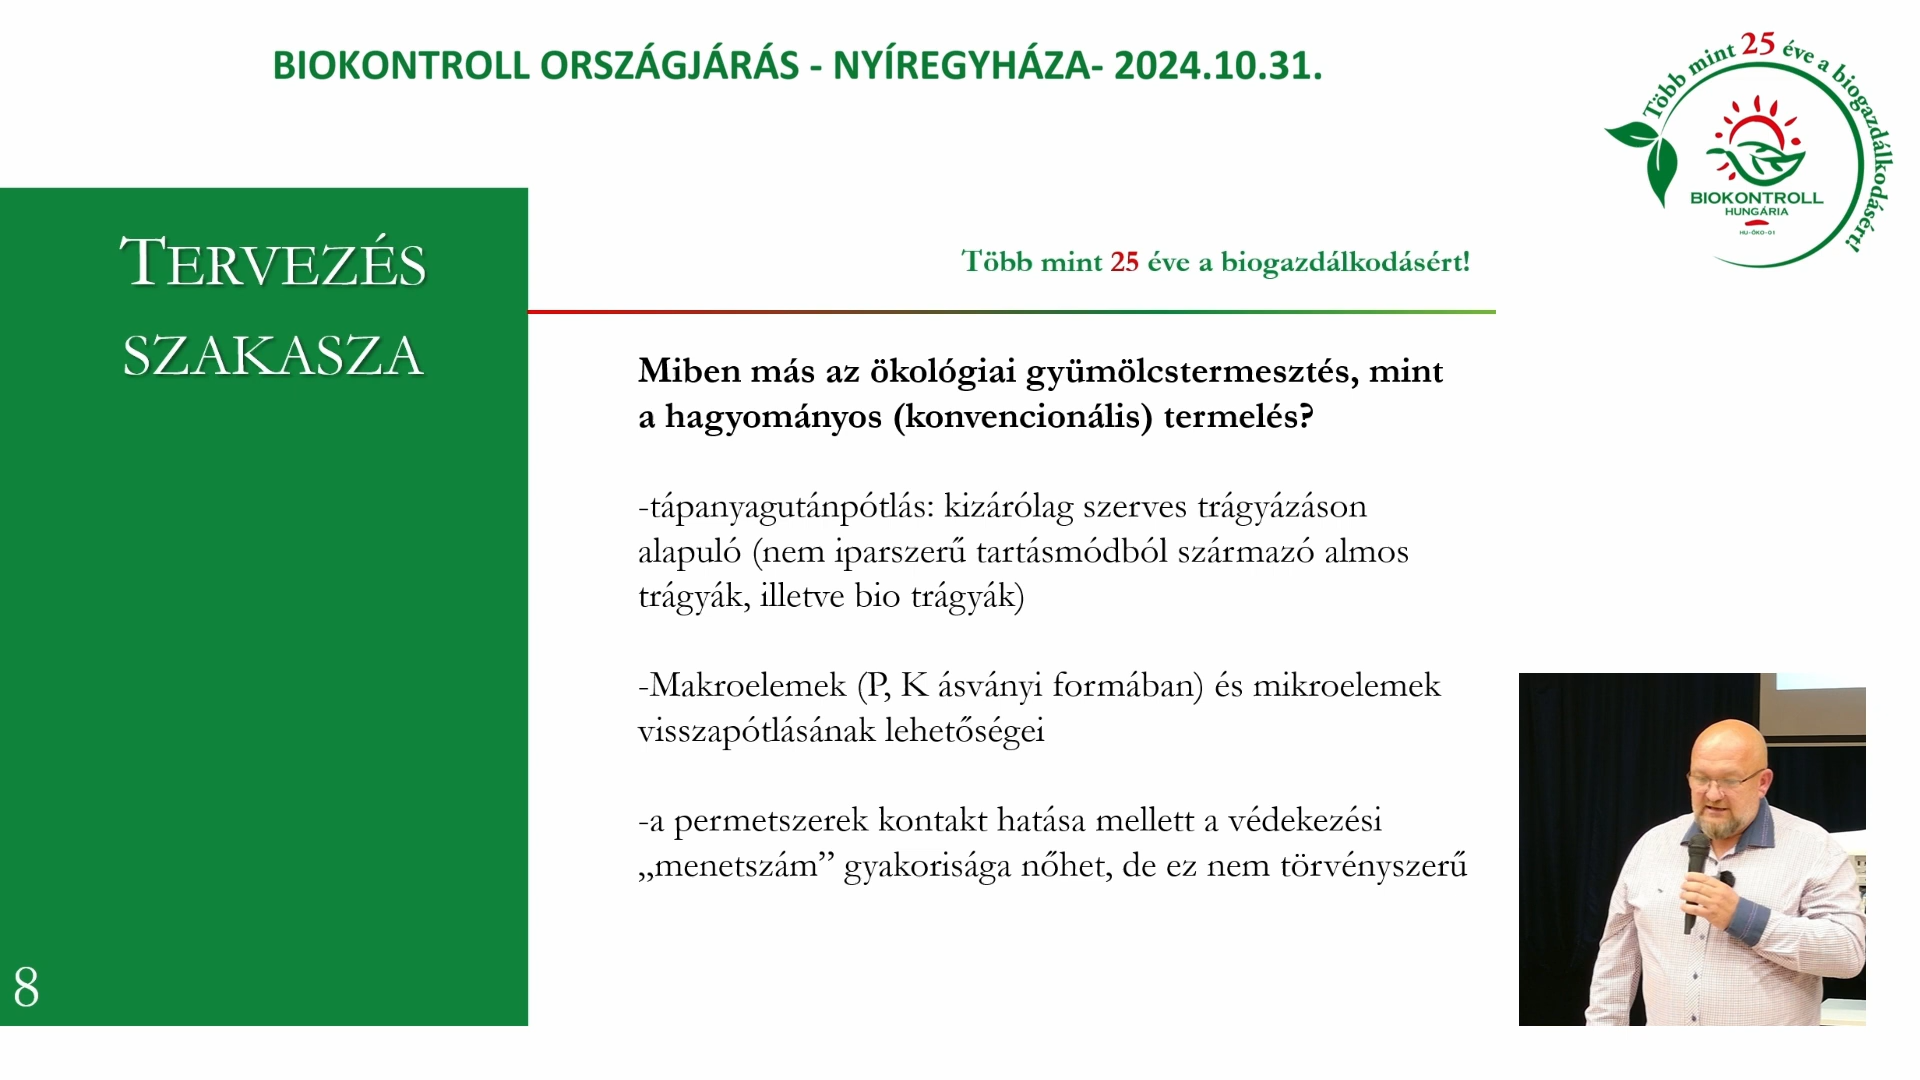 BIOKONTROLL ORSZÁGJÁRÁS - NYÍREGYHÁZA- 2024.10.31.
Több mint 25 éve a biogazdálkodásért!
BIOKONTROLL
HUNGÁRIA
HU-ÖKO-01
TERVEZÉS
SZAKASZA
Több mint 25 éve a biogazdálkodásért!
Miben más az ökológiai gyümölcstermesztés, mint
a hagyományos (konvencionális) termelés?
-tápanyagutánpótlás: kizárólag szerves trágyázáson
alapuló (nem iparszerű tartásmódból származó almos
trágyák, illetve bio trágyák)
-Makroelemek (P, K ásványi formában) és mikroelemek
visszapótlásának lehetőségei
-a permetszerek kontakt hatása mellett a védekezési
„menetszám” gyakorisága nőhet, de ez nem törvényszerű
8